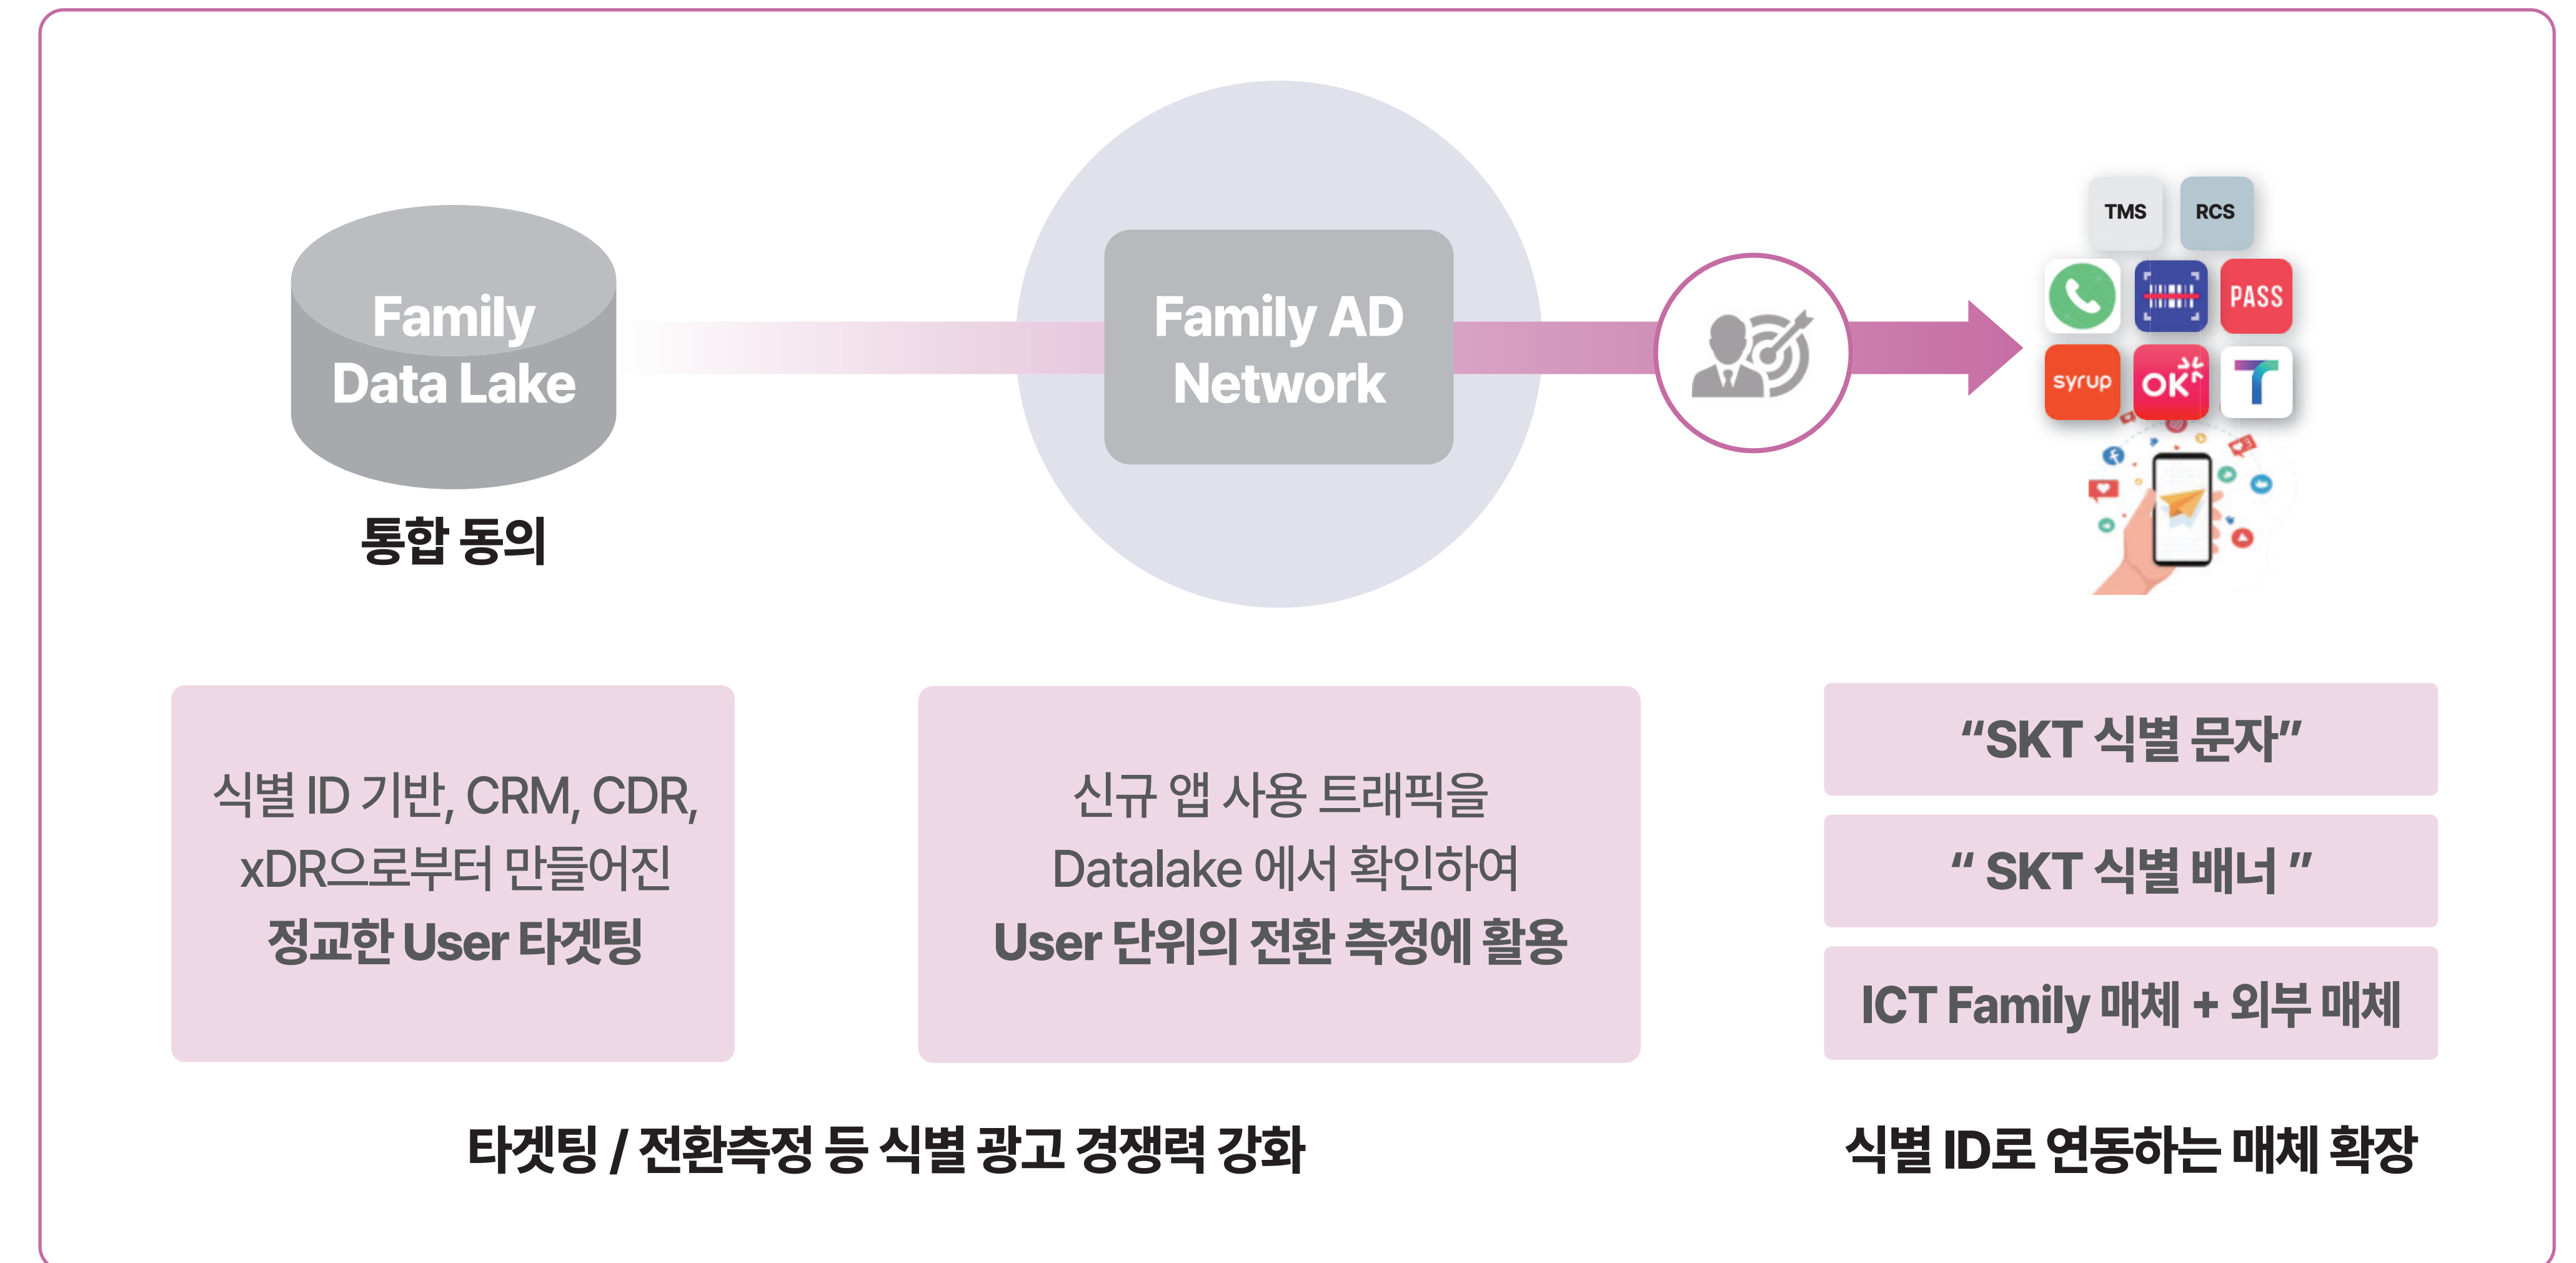 Family
Data Lake
통합 동의
Family AD
Network
TMS
RCS
PASS
syrup
OK
T
식별 ID 기반, CRM, CDR,
xDR으로부터 만들어진
정교한 User 타겟팅
신규 앱 사용 트래픽을
Datalake 에서 확인하여
User 단위의 전환 측정에 활용
“SKT 식별 문자”
“ SKT 식별 배너 ”
ICT Family 매체 + 외부 매체
타겟팅 / 전환측정 등 식별 광고 경쟁력 강화
식별 ID로 연동하는 매체 확장